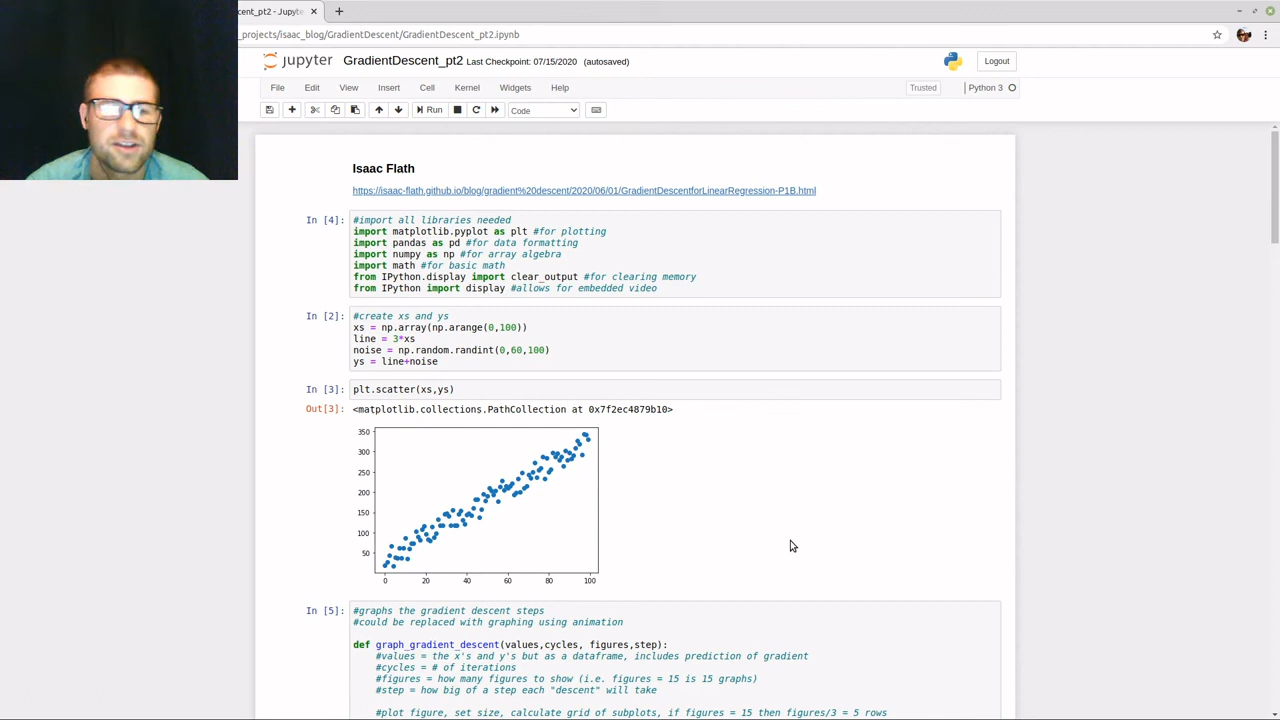 cent_pt2 - Jupyte
_projects/isaac_blog/GradientDescent/GradientDescent_pt2.ipynb
jupyter GradientDescent_pt2 Last Checkpoint: 07/15/2020 (autosaved) Logout
File Edit View Insert Cell Kernel Widgets Help Trusted Python 3
Run Code
Isaac Flath
https://isaac-flath.github.io/blog/gradient%20descent/2020/06/01/GradientDescentforLinearRegression-P1B.html
In [4]: #import all libraries needed
import matplotlib.pyplot as plt #for plotting
import pandas as pd #for data formatting
import numpy as np #for array algebra
import math #for basic math
from IPython.display import clear_output #for clearing memory
from IPython import display #allows for embedded video
In [2]: #create xs and ys
xs = np.array(np.arange(0,100))
line = 3*xs
noise = np.random.randint(0,60,100)
ys = line+noise
In [3]: plt.scatter(xs,ys)
Out[3]: <matplotlib.collections.PathCollection at 0x7f2ec4879b10>
350
300
250
200
150
100
50
0 20 40 60 80 100
In [5]: #graphs the gradient descent steps
#could be replaced with graphing using animation
def graph_gradient_descent(values,cycles, figures,step):
#values = the x's and y's but as a dataframe, includes prediction of gradient
#cycles = # of iterations
#figures = how many figures to show (i.e. figures = 15 is 15 graphs)
#step = how big of a step each "descent" will take
#plot figure, set size, calculate grid of subplots, if figures = 15 then figures/3 = 5 rows